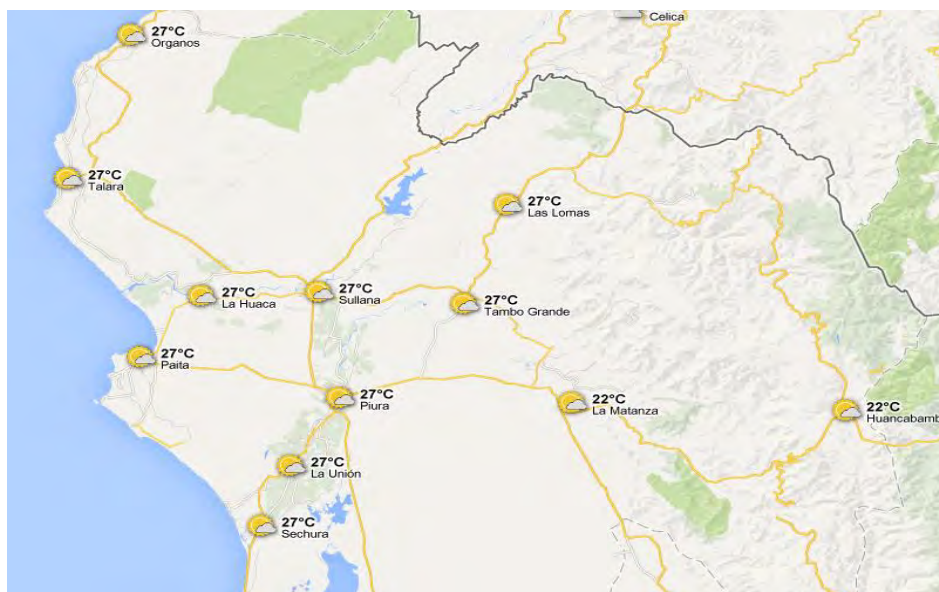 Celica
27°C
Organos
27°C
Talara
27°C
Las Lomas
27°C
La Huaca
27°C
Sullana
27°C
Tambo Grande
27°C
Paita
27°C
Piura
22°C
La Matanza
22°C
Huancabamb
27°C
La Unión
27°C
Sechura